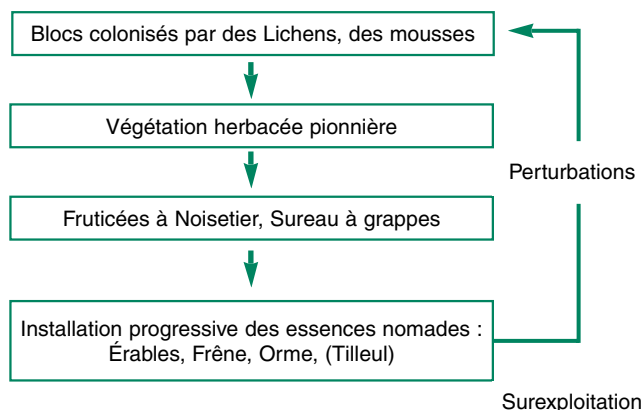 Blocs colonisés par des Lichens, des mousses
Végétation herbacée pionnière
Perturbations
Fruticées à Noisetier, Sureau à grappes
Installation progressive des essences nomades :
Érables, Frêne, Orme, (Tilleul)
Surexploitation